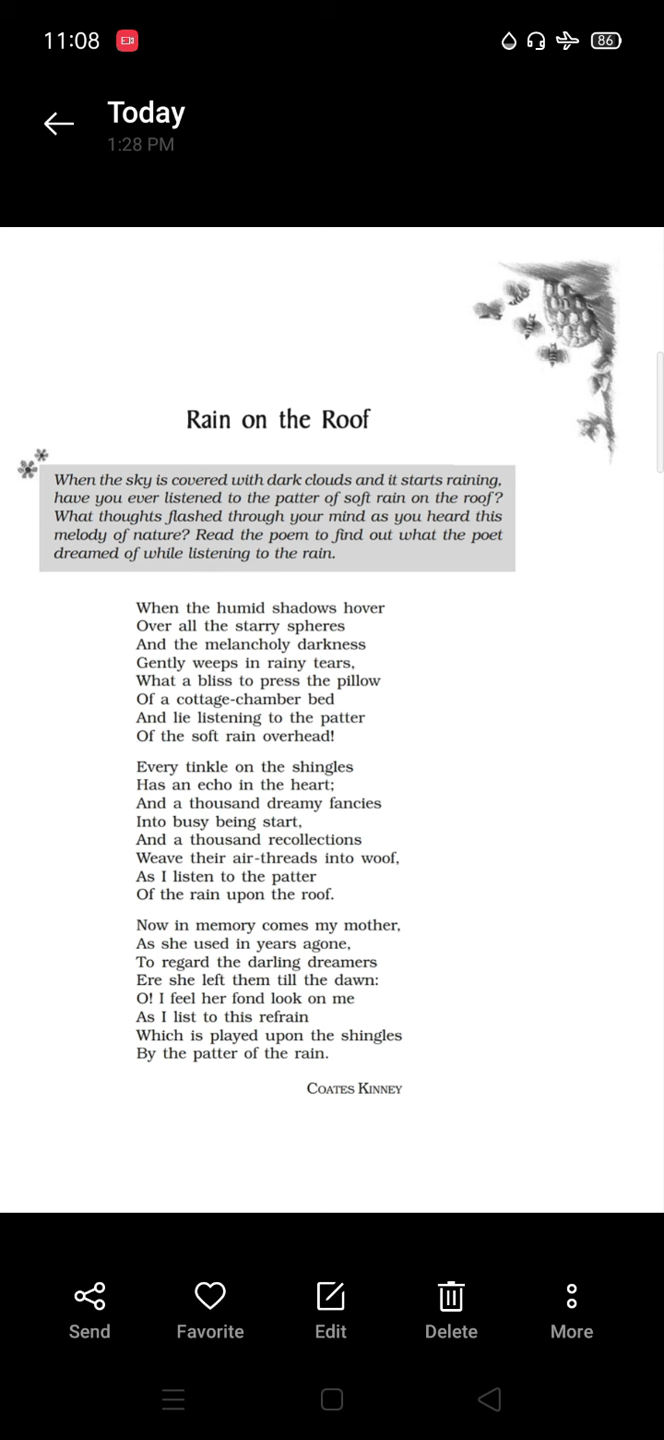 11:08
86
Today
1:28 PM
Rain on the Roof
When the sky is covered with dark clouds and it starts raining,
have you ever listened to the patter of soft rain on the roof?
What thoughts flashed through your mind as you heard this
melody of nature? Read the poem to find out what the poet
dreamed of while listening to the rain.
When the humid shadows hover
Over all the starry spheres
And the melancholy darkness
Gently weeps in rainy tears,
What a bliss to press the pillow
Of a cottage-chamber bed
And lie listening to the patter
Of the soft rain overhead!
Every tinkle on the shingles
Has an echo in the heart;
And a thousand dreamy fancies
Into busy being start,
And a thousand recollections
Weave their air-threads into woof,
As I listen to the patter
Of the rain upon the roof.
Now in memory comes my mother,
As she used in years agone,
To regard the darling dreamers
Ere she left them till the dawn:
O! I feel her fond look on me
As I list to this refrain
Which is played upon the shingles
By the patter of the rain.
COATES KINNEY
Send Favorite Edit Delete More